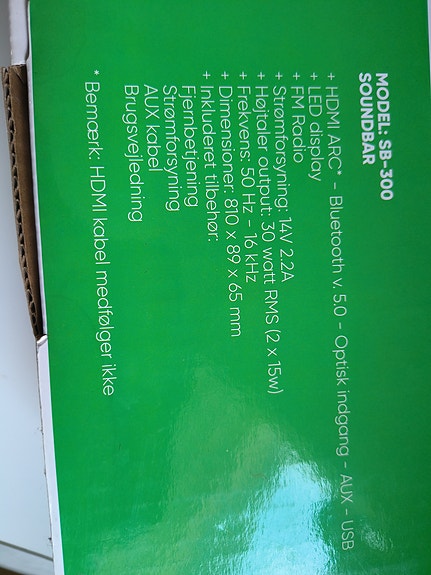 MODEL: SB-300
SOUNDBAR
+ HDMI ARC* - Bluetooth v. 5.0 - Optisk indgang - AUX - USB
+ LED display
+ FM Radio
+ Strømforsyning: 14V 2.2A
+ Højtaler output: 30 watt RMS (2 x 15w)
+ Frekvens: 50 Hz - 16 kHz
+ Dimensioner: 810 x 89 x 65 mm
+ Inkluderet tilbehør:
Fjernbetjening
Strømforsyning
AUX kabel
Brugsvejledning
* Bemærk: HDMI kabel medfølger ikke